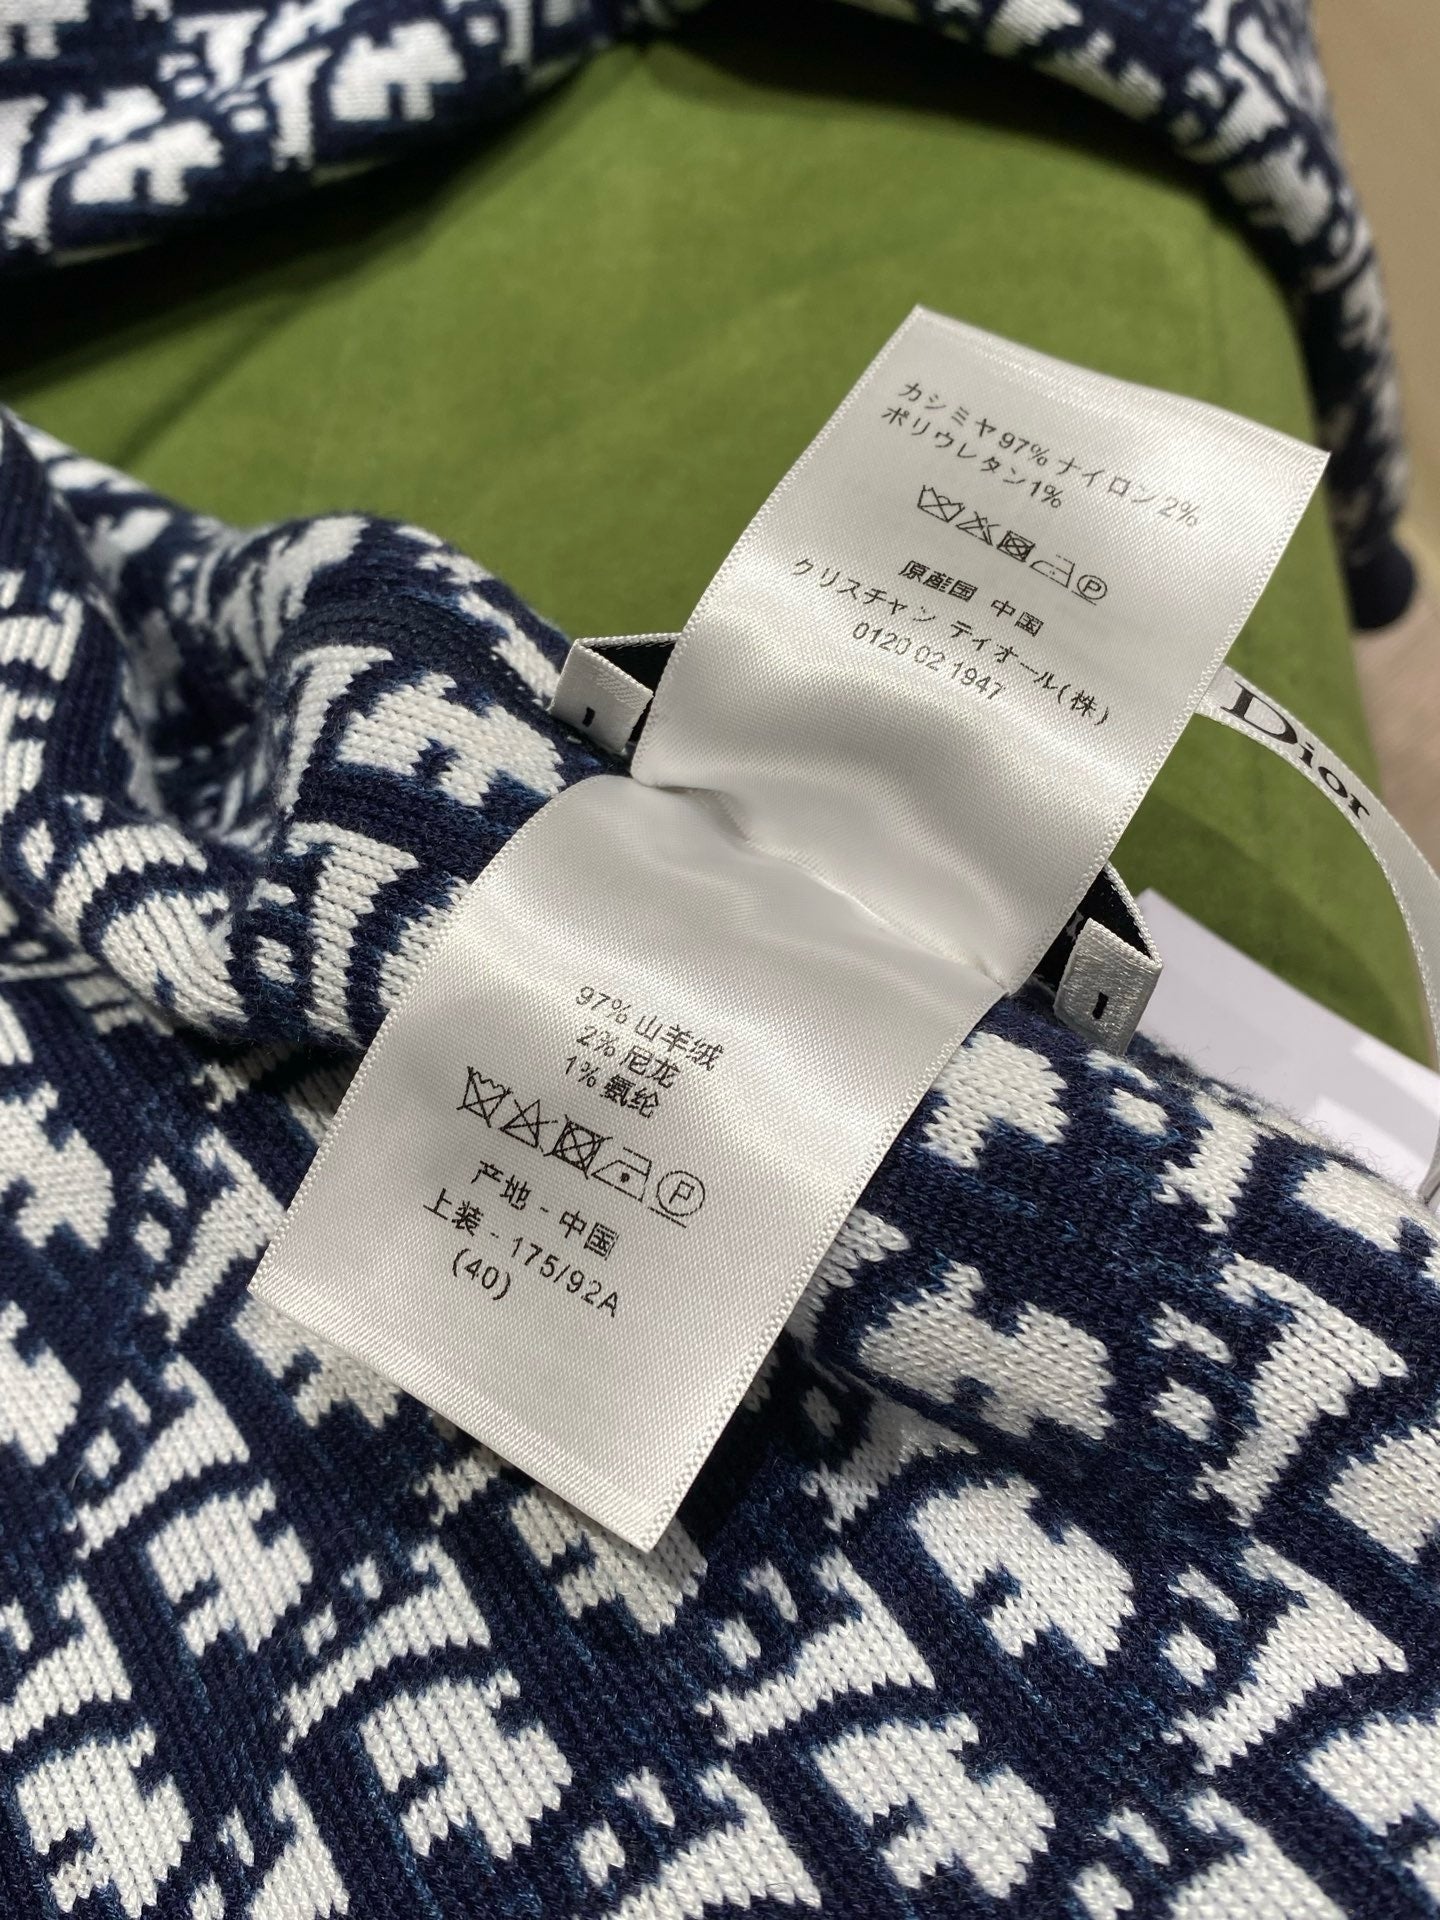 カシミヤ97% ナイロン2%
ポリウレタン1%
P
原産国 中国
クリスチャン ディオール(株)
0120 02 1947
Dior
97% 山羊绒
2% 尼龙
1% 氨纶
P
产地 - 中国
上装 - 175/92A
(40)